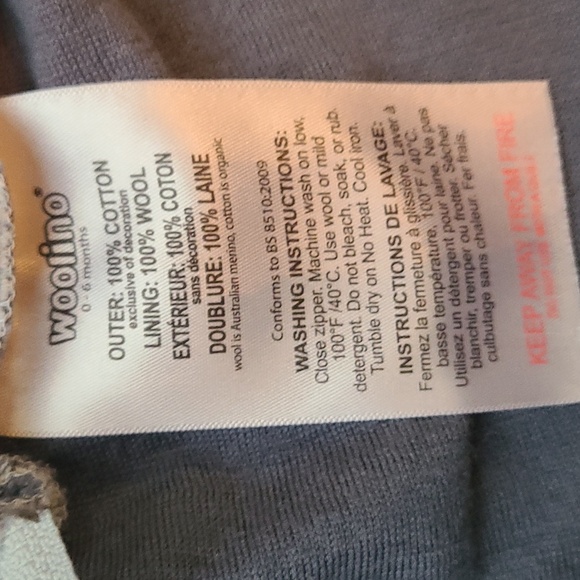 woolino®
0 - 6 months
OUTER: 100% COTTON
exclusive of decoration
LINING: 100% WOOL
EXTÉRIEUR: 100% COTON
sans decoration
DOUBLURE: 100% LAINE
wool is Australian merino, cotton is organic
Conforms to BS 8510:2009
WASHING INSTRUCTIONS:
Close zipper. Machine wash on low,
100°F /40°C. Use wool or mild
detergent. Do not bleach, soak, or rub.
Tumble dry on No Heat. Cool iron.
INSTRUCTIONS DE LAVAGE:
Fermez la fermeture à glissière. Laver à
basse température, 100°F / 40°C.
Utilisez un détergent pour laine. Ne pas
blanchir, tremper ou frotter. Sécher
culbutage sans chaleur. Fer frais.
KEEP AWAY FROM FIRE